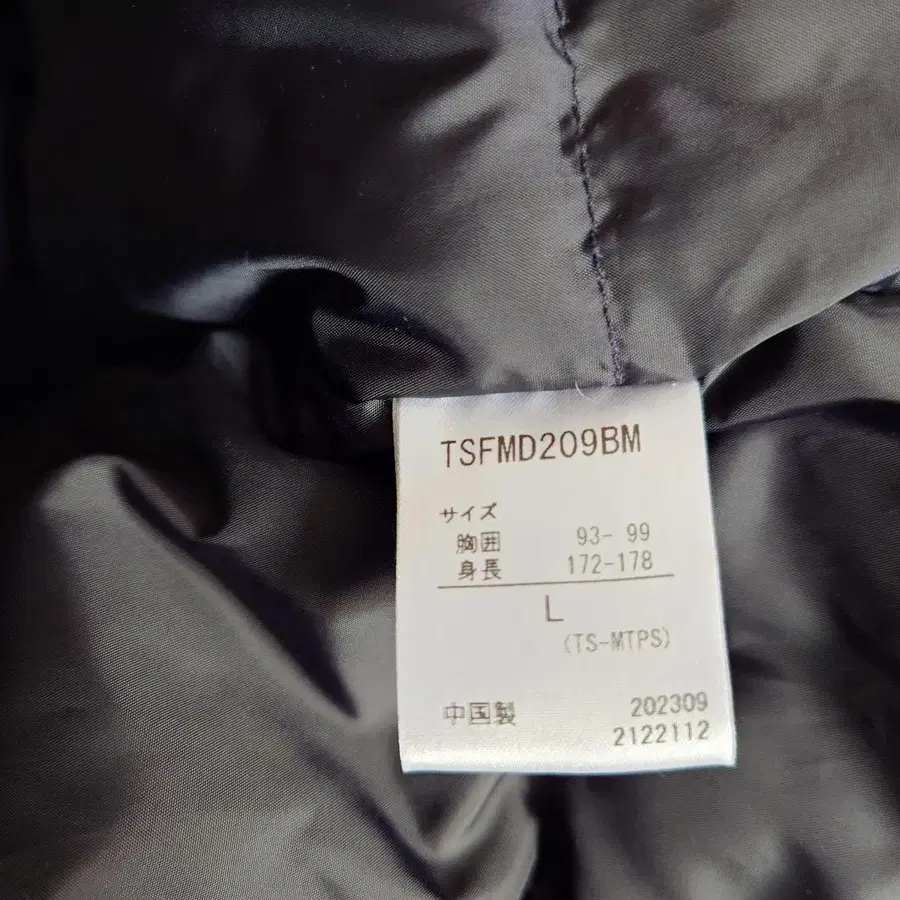 TSFMD209BM
サイズ
胸囲 93- 99
身長 172-178
L
(TS-MTPS)
中国製 202309
2122112